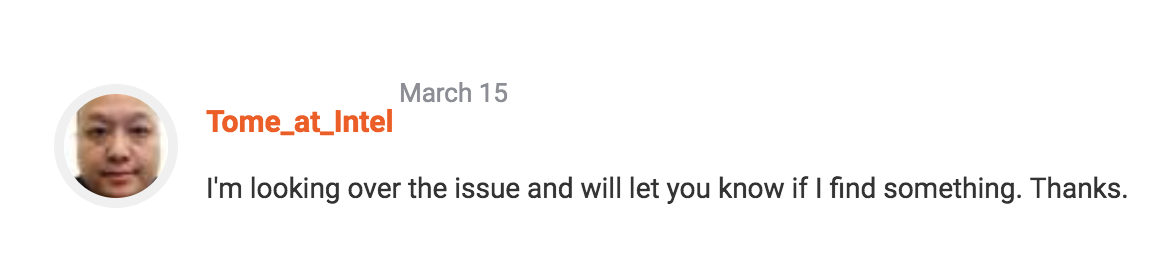 March 15
Tome_at_Intel
I'm looking over the issue and will let you know if I find something. Thanks.